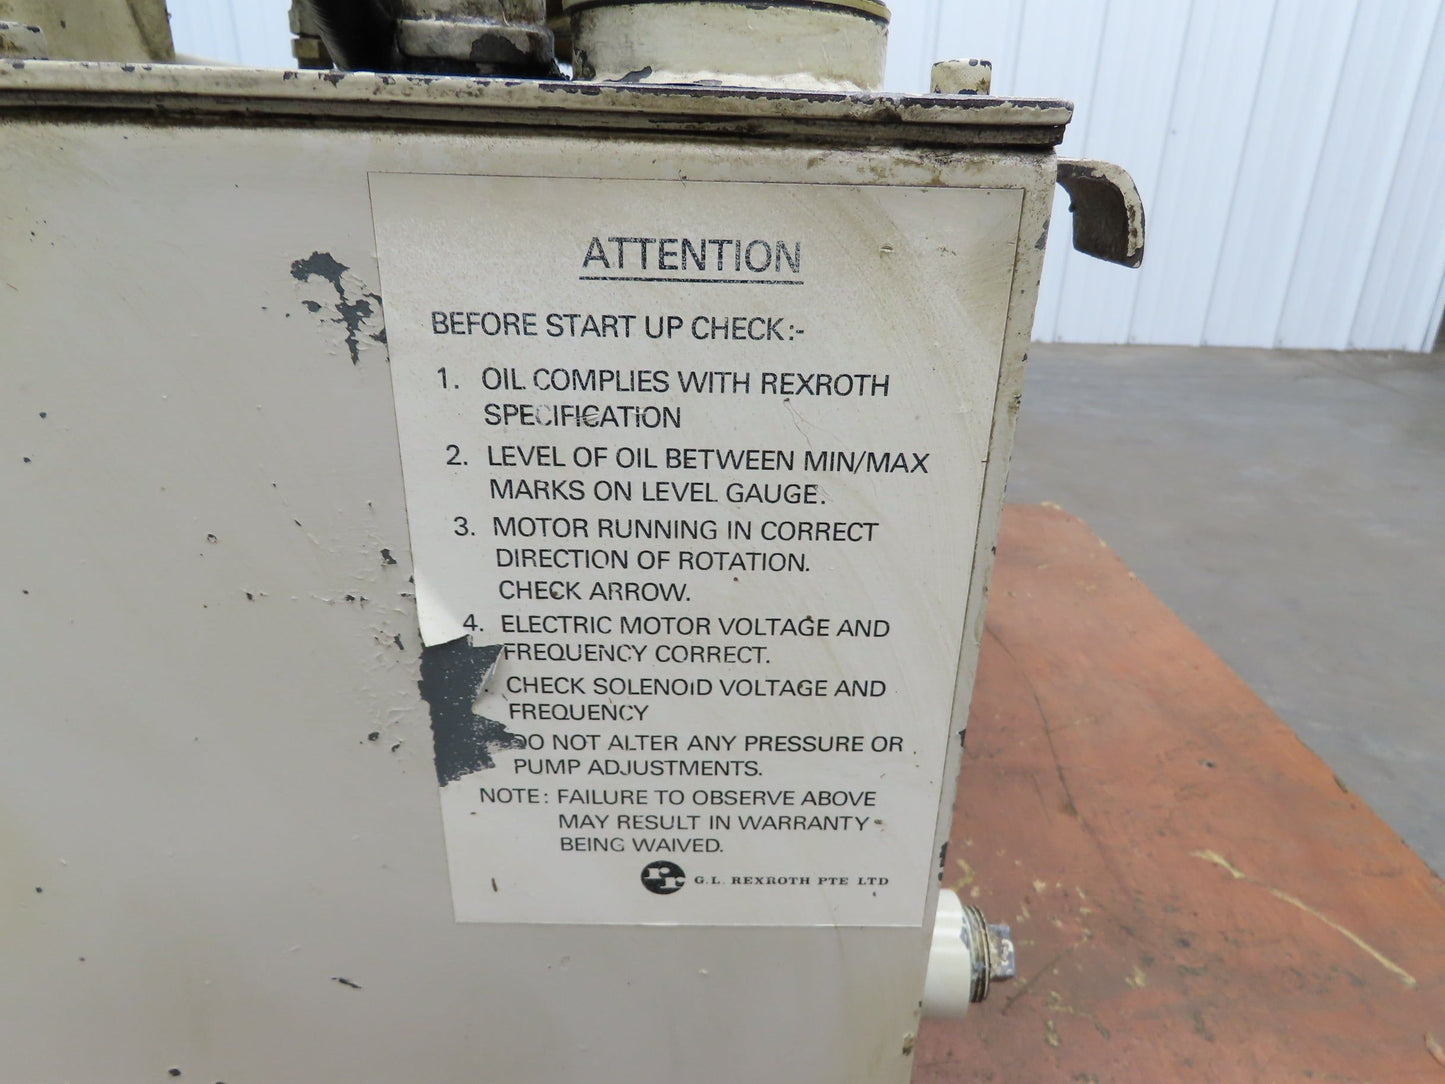 ATTENTION
BEFORE START UP CHECK:-
1. OIL COMPLIES WITH REXROTH
SPECIFICATION
2. LEVEL OF OIL BETWEEN MIN/MAX
MARKS ON LEVEL GAUGE.
3. MOTOR RUNNING IN CORRECT
DIRECTION OF ROTATION.
CHECK ARROW.
4. ELECTRIC MOTOR VOLTAGE AND
FREQUENCY CORRECT.
CHECK SOLENOID VOLTAGE AND
FREQUENCY
DO NOT ALTER ANY PRESSURE OR
PUMP ADJUSTMENTS.
NOTE: FAILURE TO OBSERVE ABOVE
MAY RESULT IN WARRANTY
BEING WAIVED.
G.L. REXROTH PTE LTD